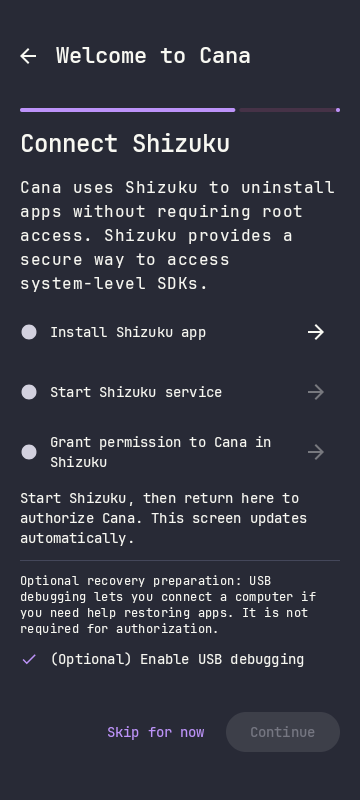 Welcome to Cana
Connect Shizuku
Cana uses Shizuku to uninstall
apps without requiring root
access. Shizuku provides a
secure way to access
system-level SDKs.
Install Shizuku app
Start Shizuku service
Grant permission to Cana in
Shizuku
Start Shizuku, then return here to
authorize Cana. This screen updates
automatically.
Optional recovery preparation: USB
debugging lets you connect a computer if
you need help restoring apps. It is not
required for authorization.
(Optional) Enable USB debugging
Skip for now
Continue